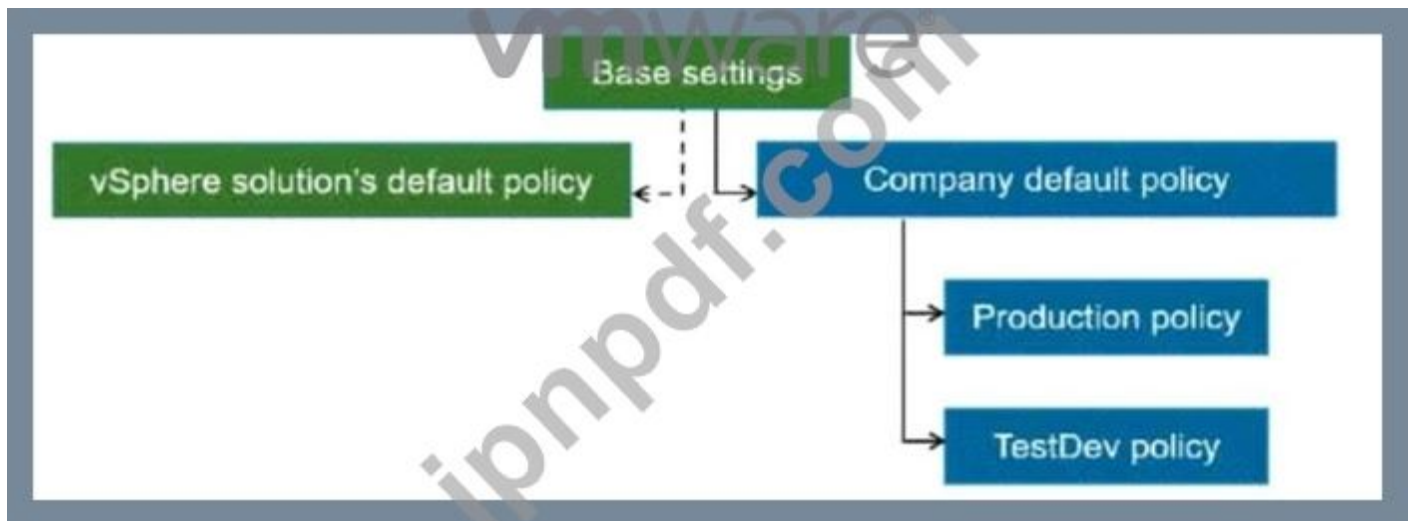 vmware®
Base settings
vSphere solution's default policy
Company default policy
Production policy
TestDev policy
ipnpdf.com